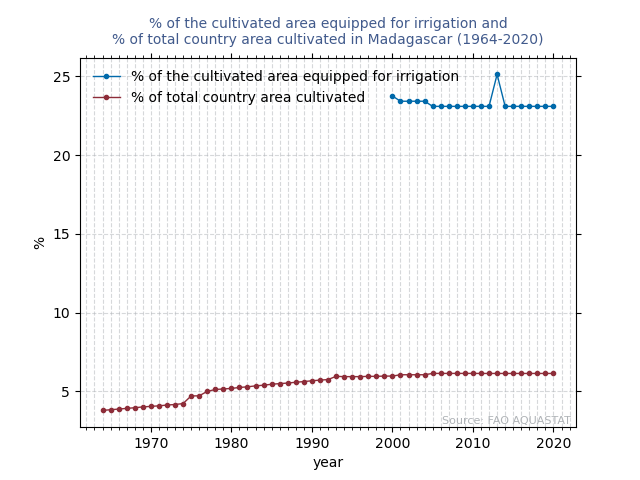 % of the cultivated area equipped for irrigation and
% of total country area cultivated in Madagascar (1964-2020)
% of the cultivated area equipped for irrigation
% of total country area cultivated
25
20
15
10
5
%
Source: FAO AQUASTAT
1970 1980 1990 2000 2010 2020
year